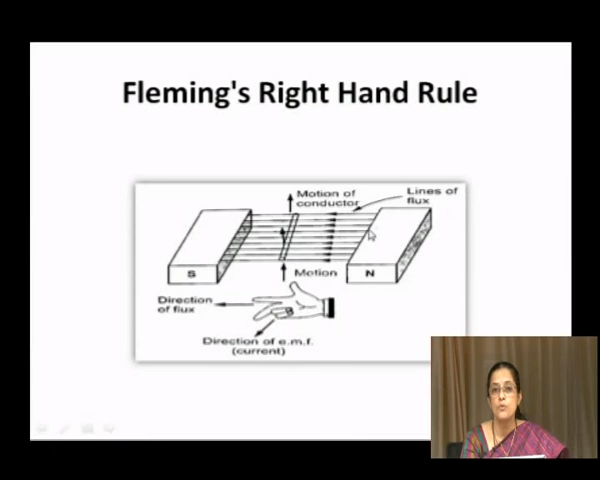 Fleming's Right Hand Rule
Motion of
conductor
Lines of
flux
S
Motion
N
Direction
of flux
Direction of e.m.f.
(current)